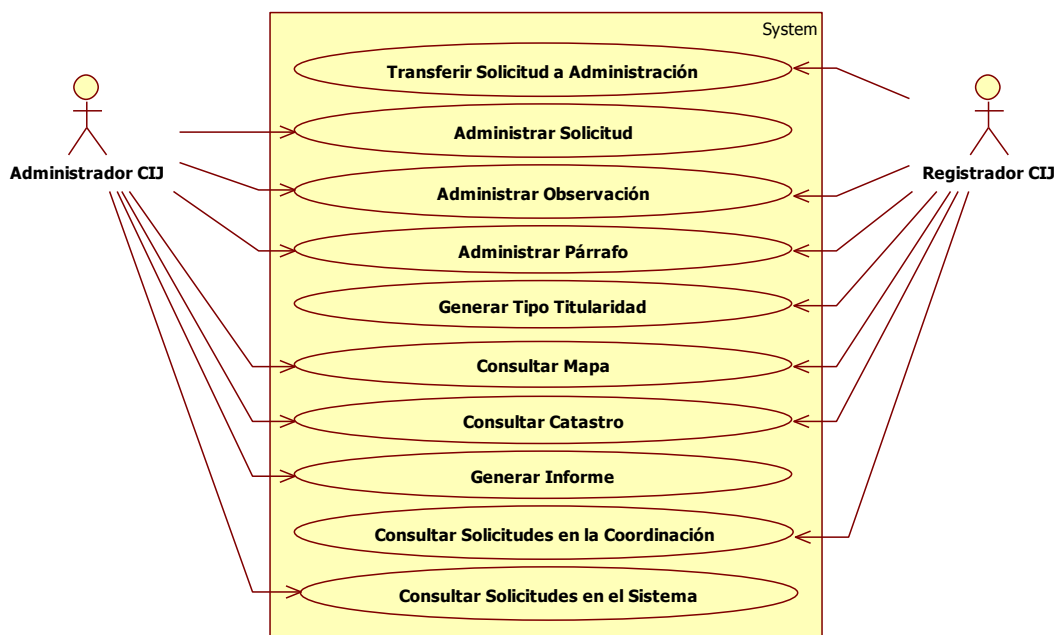 System
Transferir Solicitud a Administración
Administrar Solicitud
Administrador CIJ
Registrador CIJ
Administrar Observación
Administrar Párrafo
Generar Tipo Titularidad
Consultar Mapa
Consultar Catastro
Generar Informe
Consultar Solicitudes en la Coordinación
Consultar Solicitudes en el Sistema